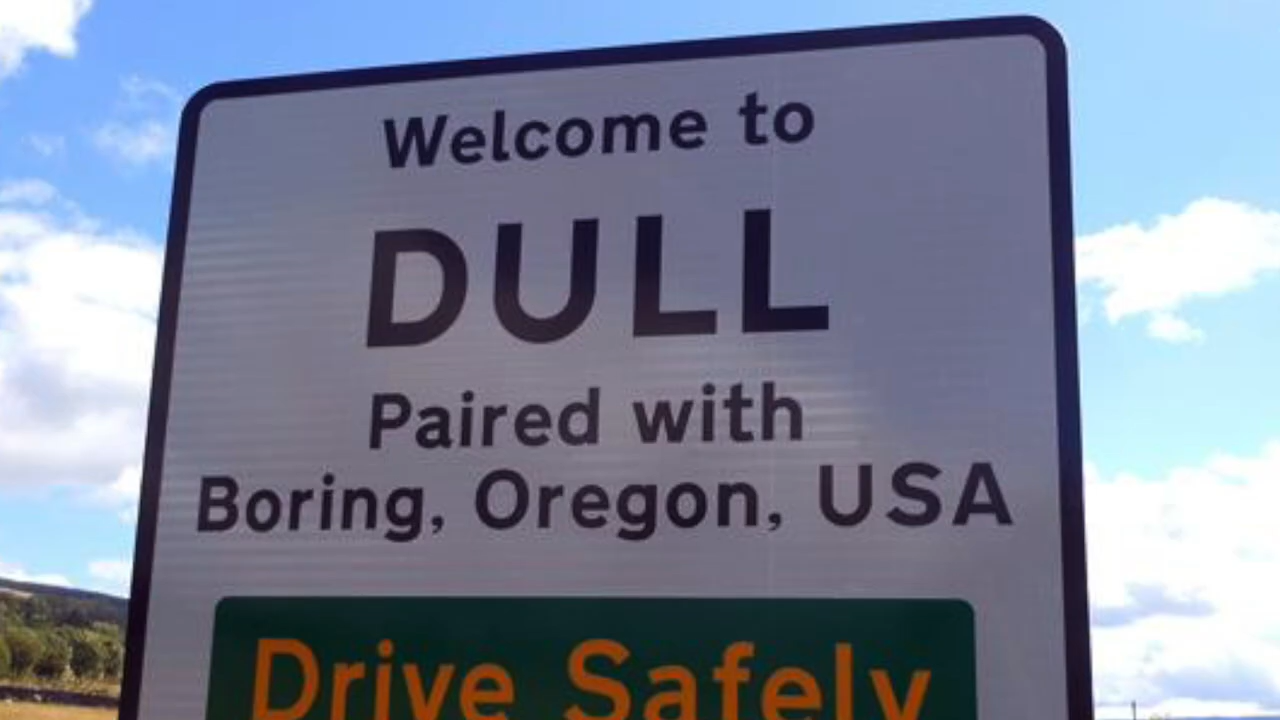 Welcome to
DULL
Paired with
Boring, Oregon, USA
Drive Safely